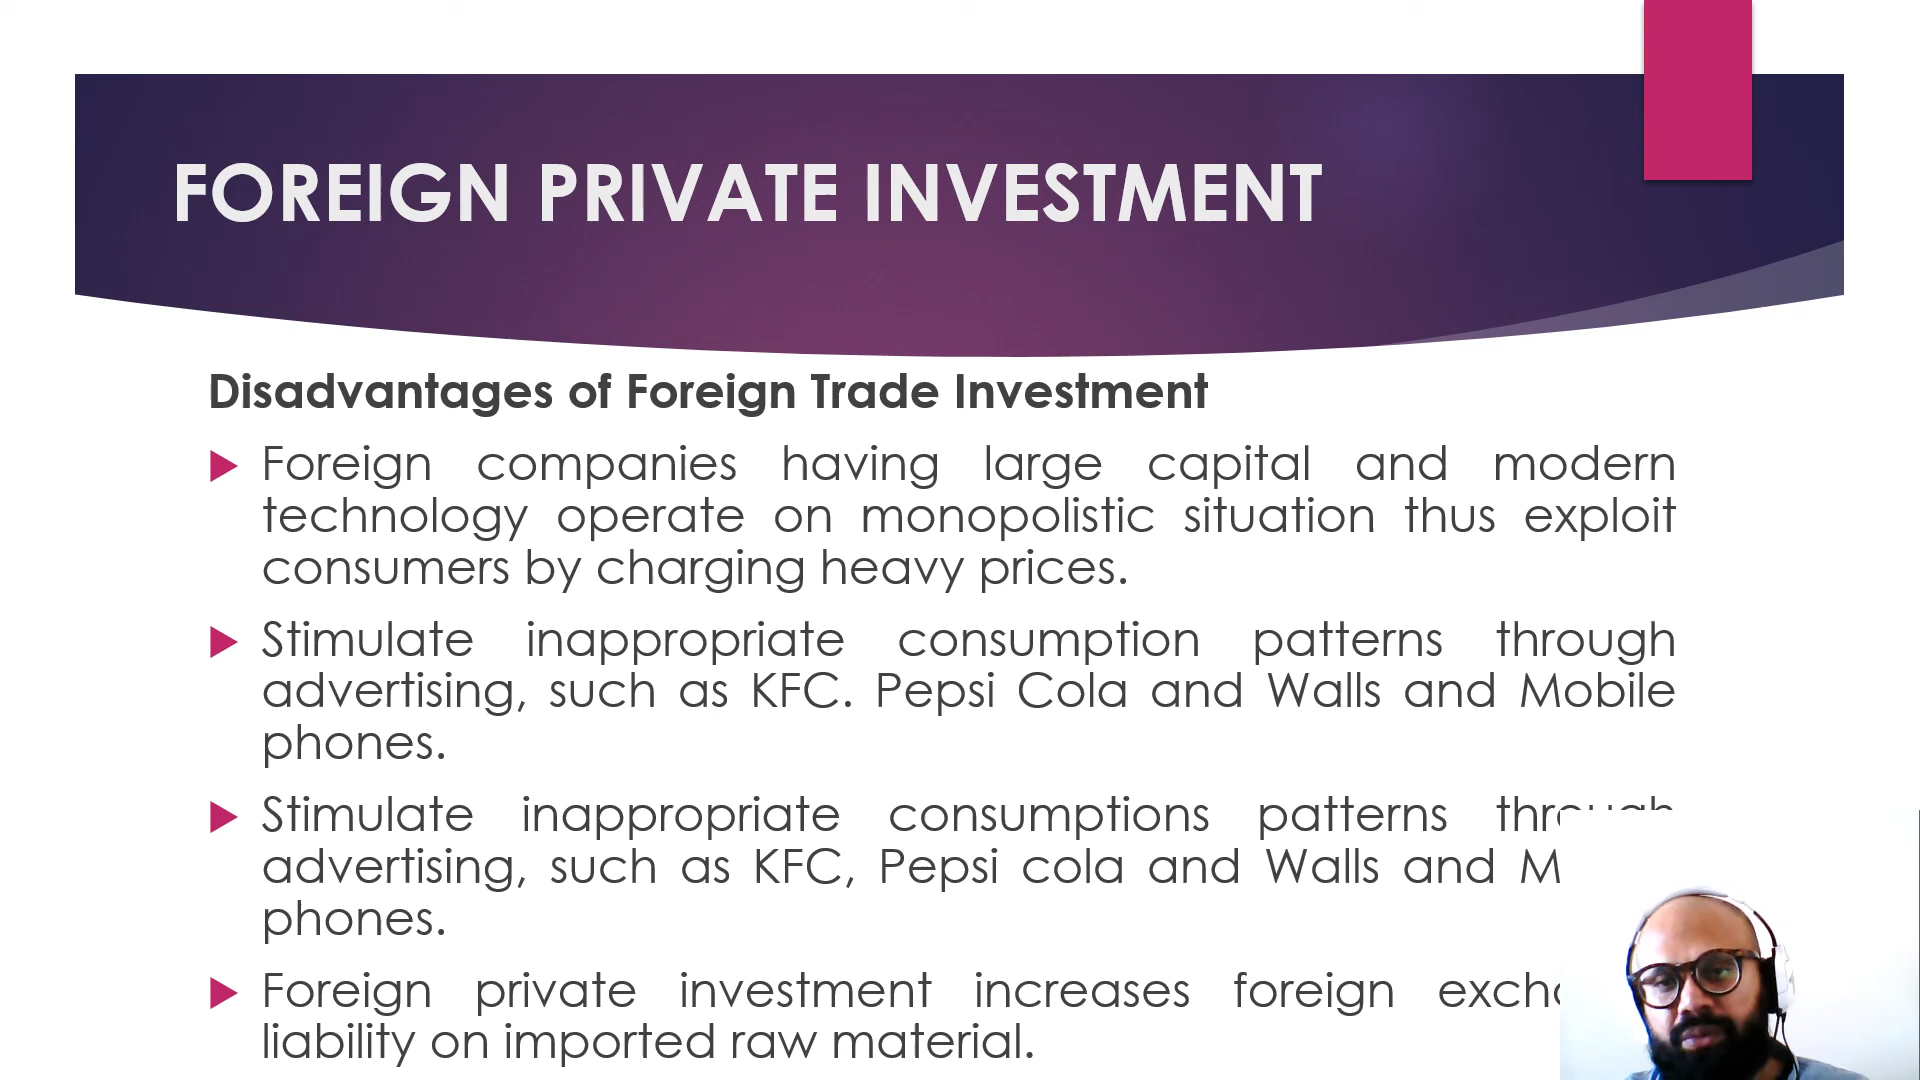 FOREIGN PRIVATE INVESTMENT
Disadvantages of Foreign Trade Investment
Foreign companies having large capital and modern
technology operate on monopolistic situation thus exploit
consumers by charging heavy prices.
Stimulate inappropriate consumption patterns through
advertising, such as KFC. Pepsi Cola and Walls and Mobile
phones.
Stimulate inappropriate consumptions patterns through
advertising, such as KFC, Pepsi cola and Walls and
phones.
Foreign private investment increases foreign
liability on imported raw material.